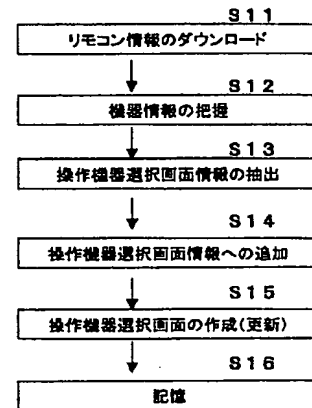 S11
リモコン情報のダウンロード
S12
機器情報の把握
S13
操作機器選択画面情報の抽出
S14
操作機器選択画面情報への追加
S15
操作機器選択画面の作成(更新)
S16
記憶